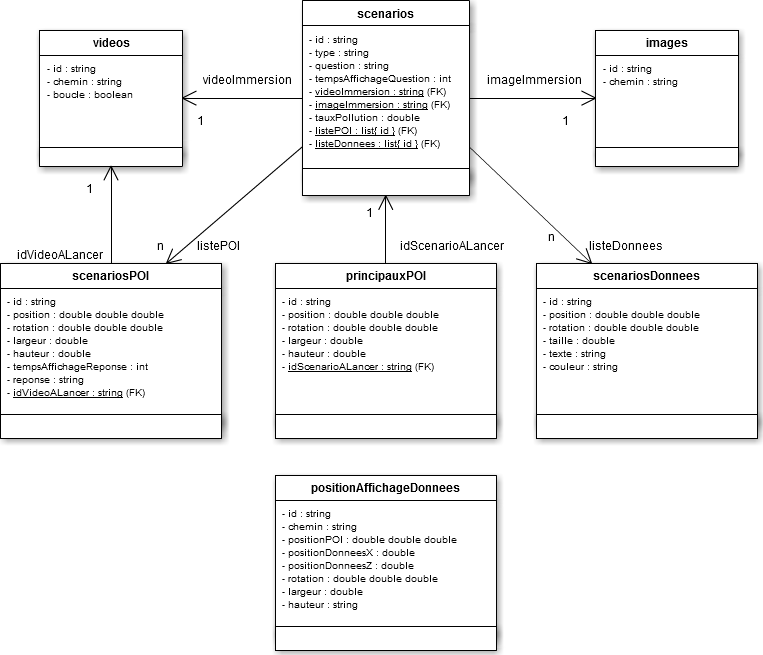 scenarios
- id : string
- type : string
- question : string
- tempsAffichageQuestion : int
- videoImmersion : string (FK)
- imageImmersion : string (FK)
- tauxPollution : double
- listePOI : list{ id } (FK)
- listeDonnees : list{ id } (FK)
videos
- id : string
- chemin : string
- boucle : boolean
images
- id : string
- chemin : string
videoImmersion
1
imageImmersion
1
1
idVideoALancer
n
listePOI
1
idScenarioALancer
n
listeDonnees
scenariosPOI
- id : string
- position : double double double
- rotation : double double double
- largeur : double
- hauteur : double
- tempsAffichageReponse : int
- reponse : string
- idVideoALancer : string (FK)
principauxPOI
- id : string
- position : double double double
- rotation : double double double
- largeur : double
- hauteur : double
- idScenarioALancer : string (FK)
scenariosDonnees
- id : string
- position : double double double
- rotation : double double double
- taille : double
- texte : string
- couleur : string
positionAffichageDonnees
- id : string
- chemin : string
- positionPOI : double double double
- positionDonneesX : double
- positionDonneesZ : double
- rotation : double double double
- largeur : double
- hauteur : string